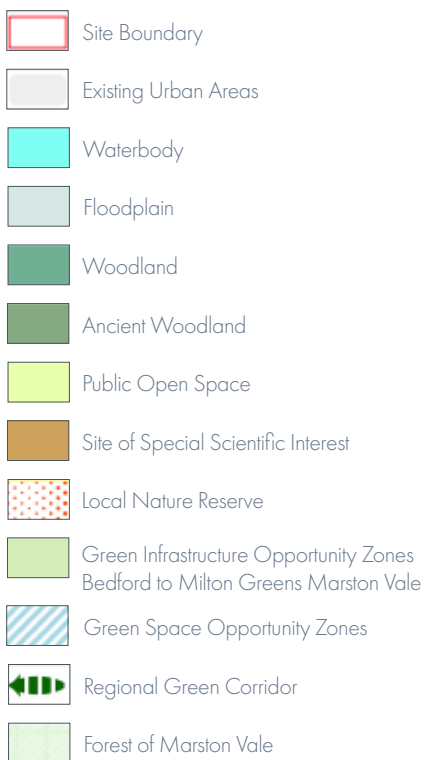 Site Boundary
Existing Urban Areas
Waterbody
Floodplain
Woodland
Ancient Woodland
Public Open Space
Site of Special Scientific Interest
Local Nature Reserve
Green Infrastructure Opportunity Zones
Bedford to Milton Greens Marston Vale
Green Space Opportunity Zones
Regional Green Corridor
Forest of Marston Vale